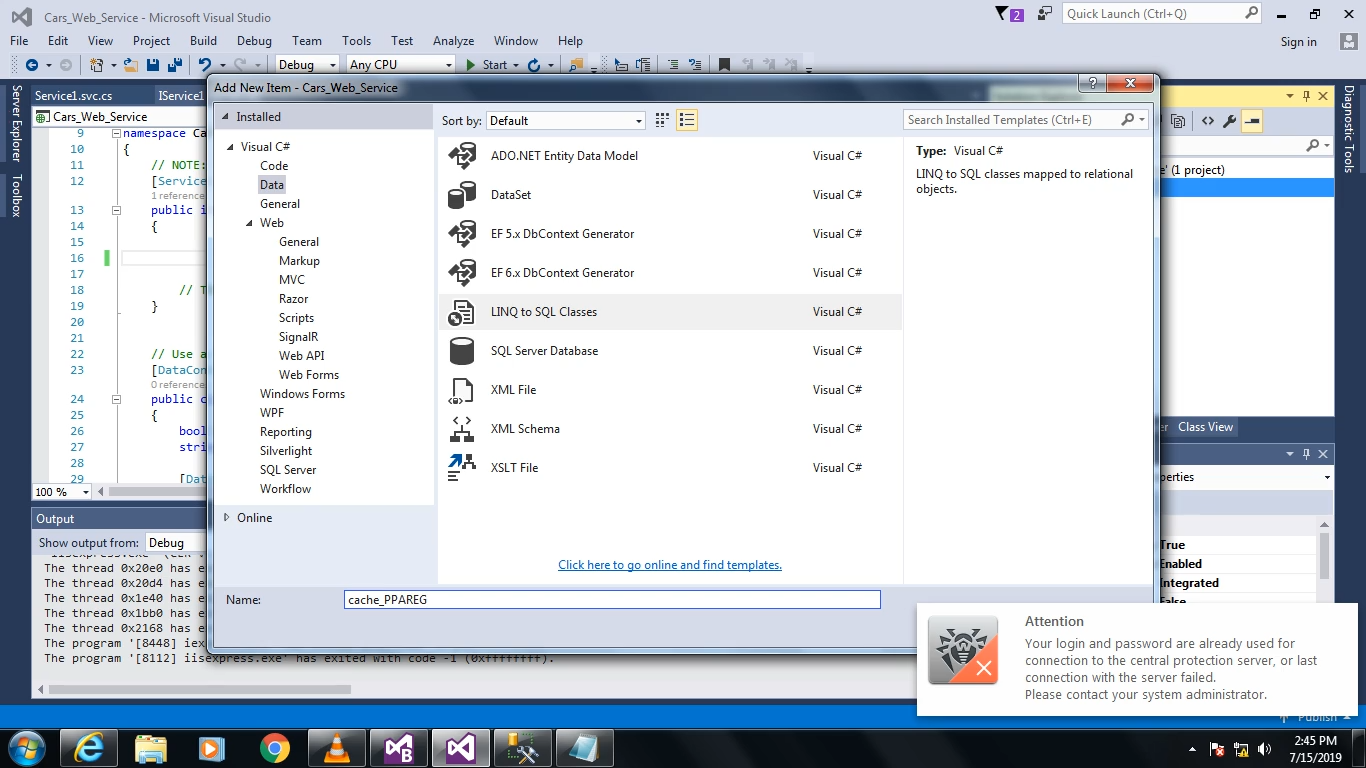 Cars_Web_Service - Microsoft Visual Studio
2
Quick Launch (Ctrl+Q)
File Edit View Project Build Debug Team Tools Test Analyze Window Help
Sign in
Debug Any CPU Start
Server Explorer
Toolbox
Service1.svc.cs IService1
Cars_Web_Service
9 namespace Ca
10 {
11 // NOTE:
12 [Service
1 reference
13 public i
14 {
15
16
17
18 // T
19 }
20
21
22 // Use a
23 [DataCon
0 reference
24 public c
25 {
26 bool
27 stri
28
29 [Dat
100 %
Output
Show output from: Debug
The thread 0x20e0 has e
The thread 0x20d4 has e
The thread 0x1e40 has e
The thread 0x1bb0 has e
The thread 0x2168 has e
The program '[8448] iex
The program '[8112] iisexpress.exe' has exited with code -1 (0xffffffff).
Add New Item - Cars_Web_Service
?
Installed
Visual C#
Code
Data
General
Web
General
Markup
MVC
Razor
Scripts
SignalR
Web API
Web Forms
Windows Forms
WPF
Reporting
Silverlight
SQL Server
Workflow
Online
Sort by: Default
Search Installed Templates (Ctrl+E)
ADO.NET Entity Data Model Visual C#
DataSet Visual C#
EF 5.x DbContext Generator Visual C#
EF 6.x DbContext Generator Visual C#
LINQ to SQL Classes Visual C#
SQL Server Database Visual C#
XML File Visual C#
XML Schema Visual C#
XSLT File Visual C#
Click here to go online and find templates.
Type: Visual C#
LINQ to SQL classes mapped to relational
objects.
Name: cache_PPAREG
Diagnostic Tools
e' (1 project)
er Class View
perties
True
Enabled
Integrated
False
Attention
Your login and password are already used for
connection to the central protection server, or last
connection with the server failed.
Please contact your system administrator.
Publish
2:45 PM
7/15/2019